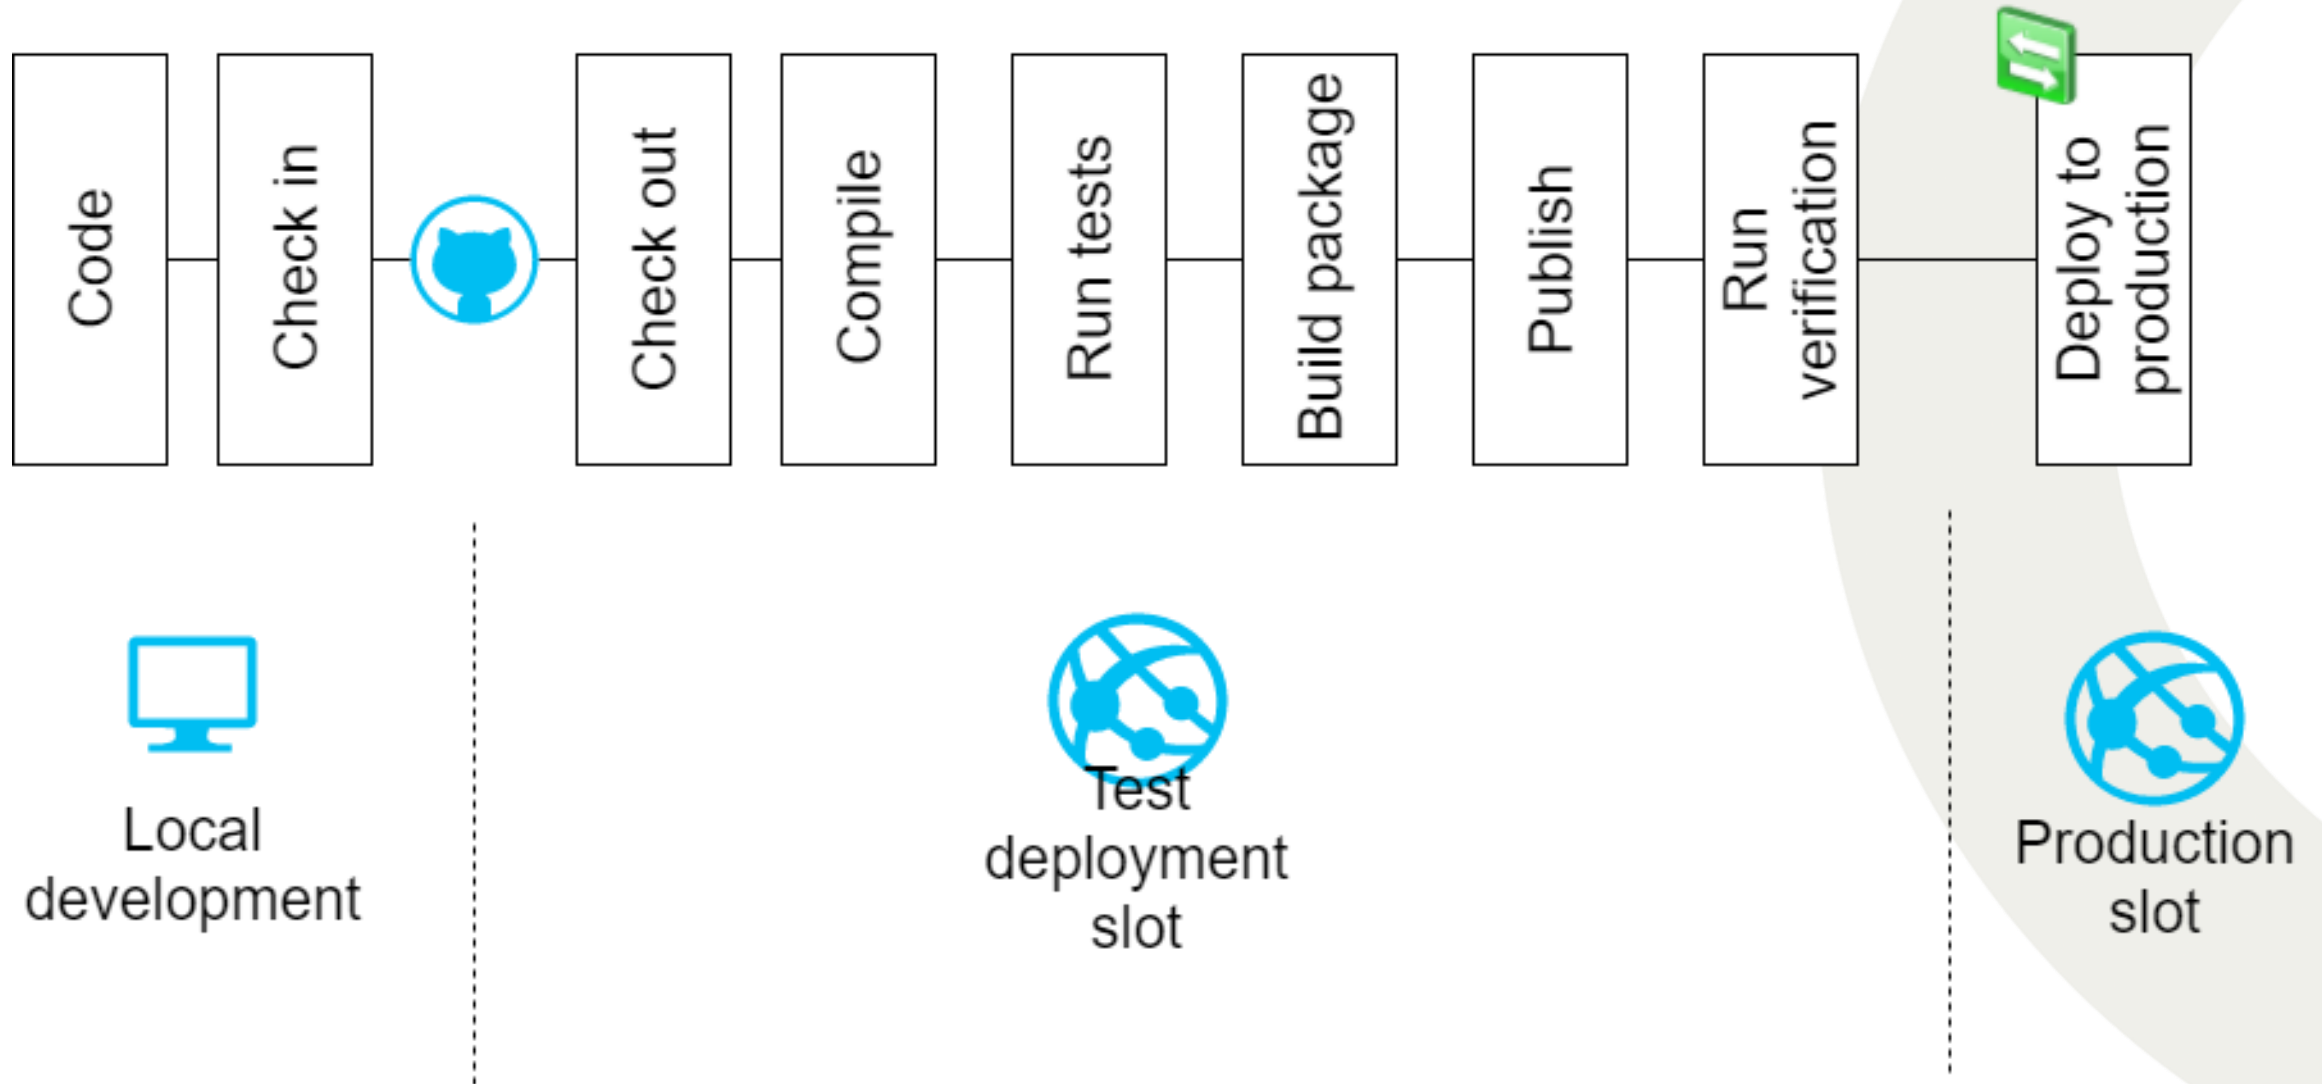 Code
Check in
Check out
Compile
Run tests
Build package
Publish
Run
verification
Deploy to
production
Local
development
Test
deployment
slot
Production
slot